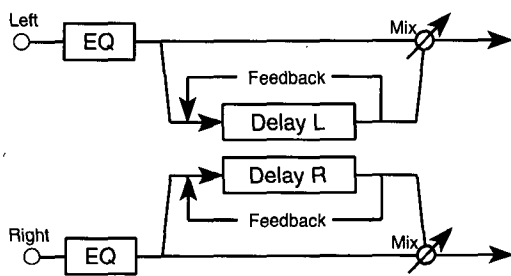 Left
Mix
EQ
Feedback
Delay L
Delay R
Feedback
Right
Mix
EQ